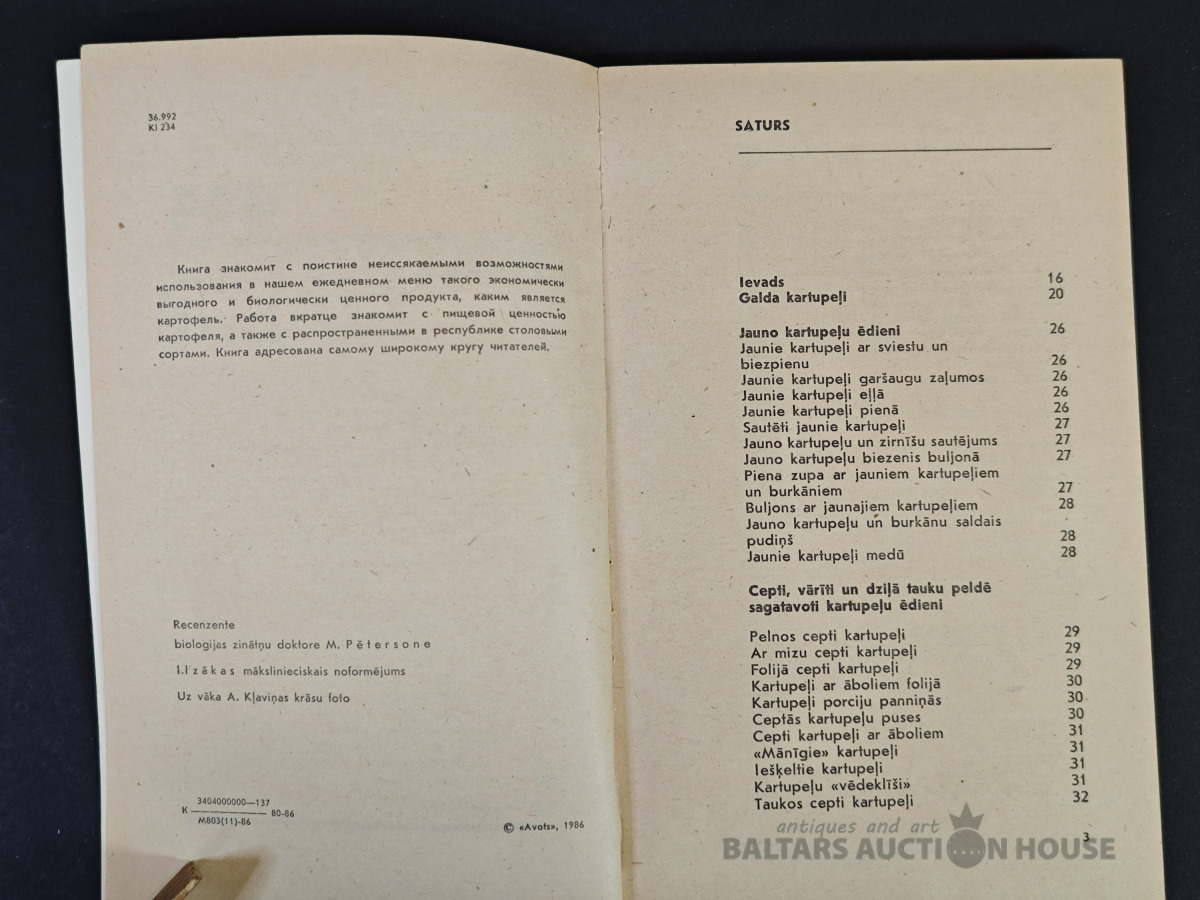 36.992
Kl 234
Книга знакомит с поистине неиссякаемыми возможностями
использования в нашем ежедневном меню такого экономически
выгодного и биологически ценного продукта, каким является
картофель. Работа вкратце знакомит с пищевой ценностью
картофеля, а также с распространенными в республике столовыми
сортами. Книга адресована самому широкому кругу читателей.
Recenzente
bioloģijas zinātņu doktore M. Pētersone
I. Izākas mākslinieciskais noformējums
Uz vāka A. Kļaviņas krāsu foto
3404000000—137
K ——— 80-86
M803(11)-86
© «Avots», 1986
SATURS
Ievads 16
Galda kartupeļi 20
Jauno kartupeļu ēdieni 26
Jaunie kartupeļi ar sviestu un
biezpienu 26
Jaunie kartupeļi garšaugu zaļumos 26
Jaunie kartupeļi eļļā 26
Jaunie kartupeļi pienā 26
Sautēti jaunie kartupeļi 27
Jauno kartupeļu un zirnīšu sautējums 27
Jauno kartupeļu biezenis buljonā 27
Piena zupa ar jauniem kartupeļiem
un burkāniem 27
Buljons ar jaunajiem kartupeļiem 28
Jauno kartupeļu un burkānu saldais
pudiņš 28
Jaunie kartupeļi medū 28
Cepti, vārīti un dziļā tauku peldē
sagatavoti kartupeļu ēdieni
Pelnos cepti kartupeļi 29
Ar mizu cepti kartupeļi 29
Folijā cepti kartupeļi 29
Kartupeļi ar āboliem folijā 30
Kartupeļi porciju panniņās 30
Ceptās kartupeļu puses 30
Cepti kartupeļi ar āboliem 31
«Mānīgie» kartupeļi 31
Iešķeltie kartupeļi 31
Kartupeļu «vēdeklīši» 31
Taukos cepti kartupeļi 32
3
antiques and art
BALTARS AUCTION HOUSE